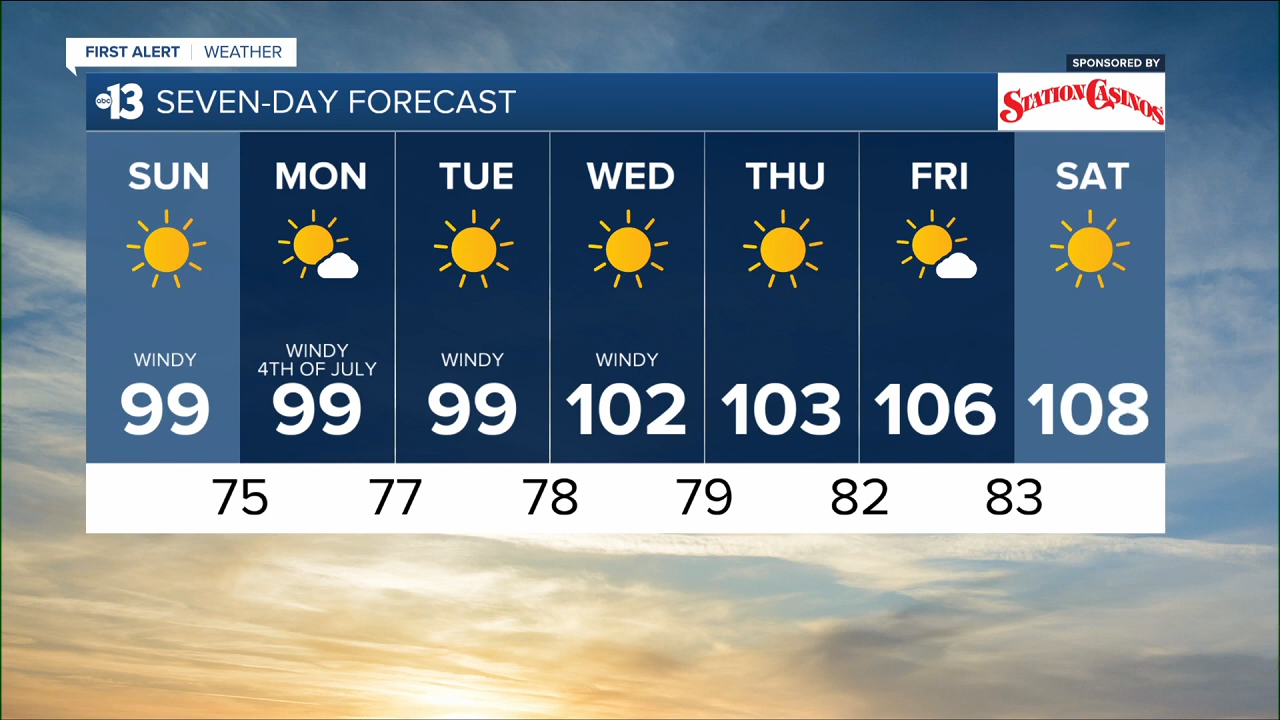 FIRST ALERT | WEATHER
SPONSORED BY
abc 13 SEVEN-DAY FORECAST
STATION CASINOS
SUN MON TUE WED THU FRI SAT
WINDY WINDY WINDY WINDY
4TH OF JULY
99 99 99 102 103 106 108
75 77 78 79 82 83